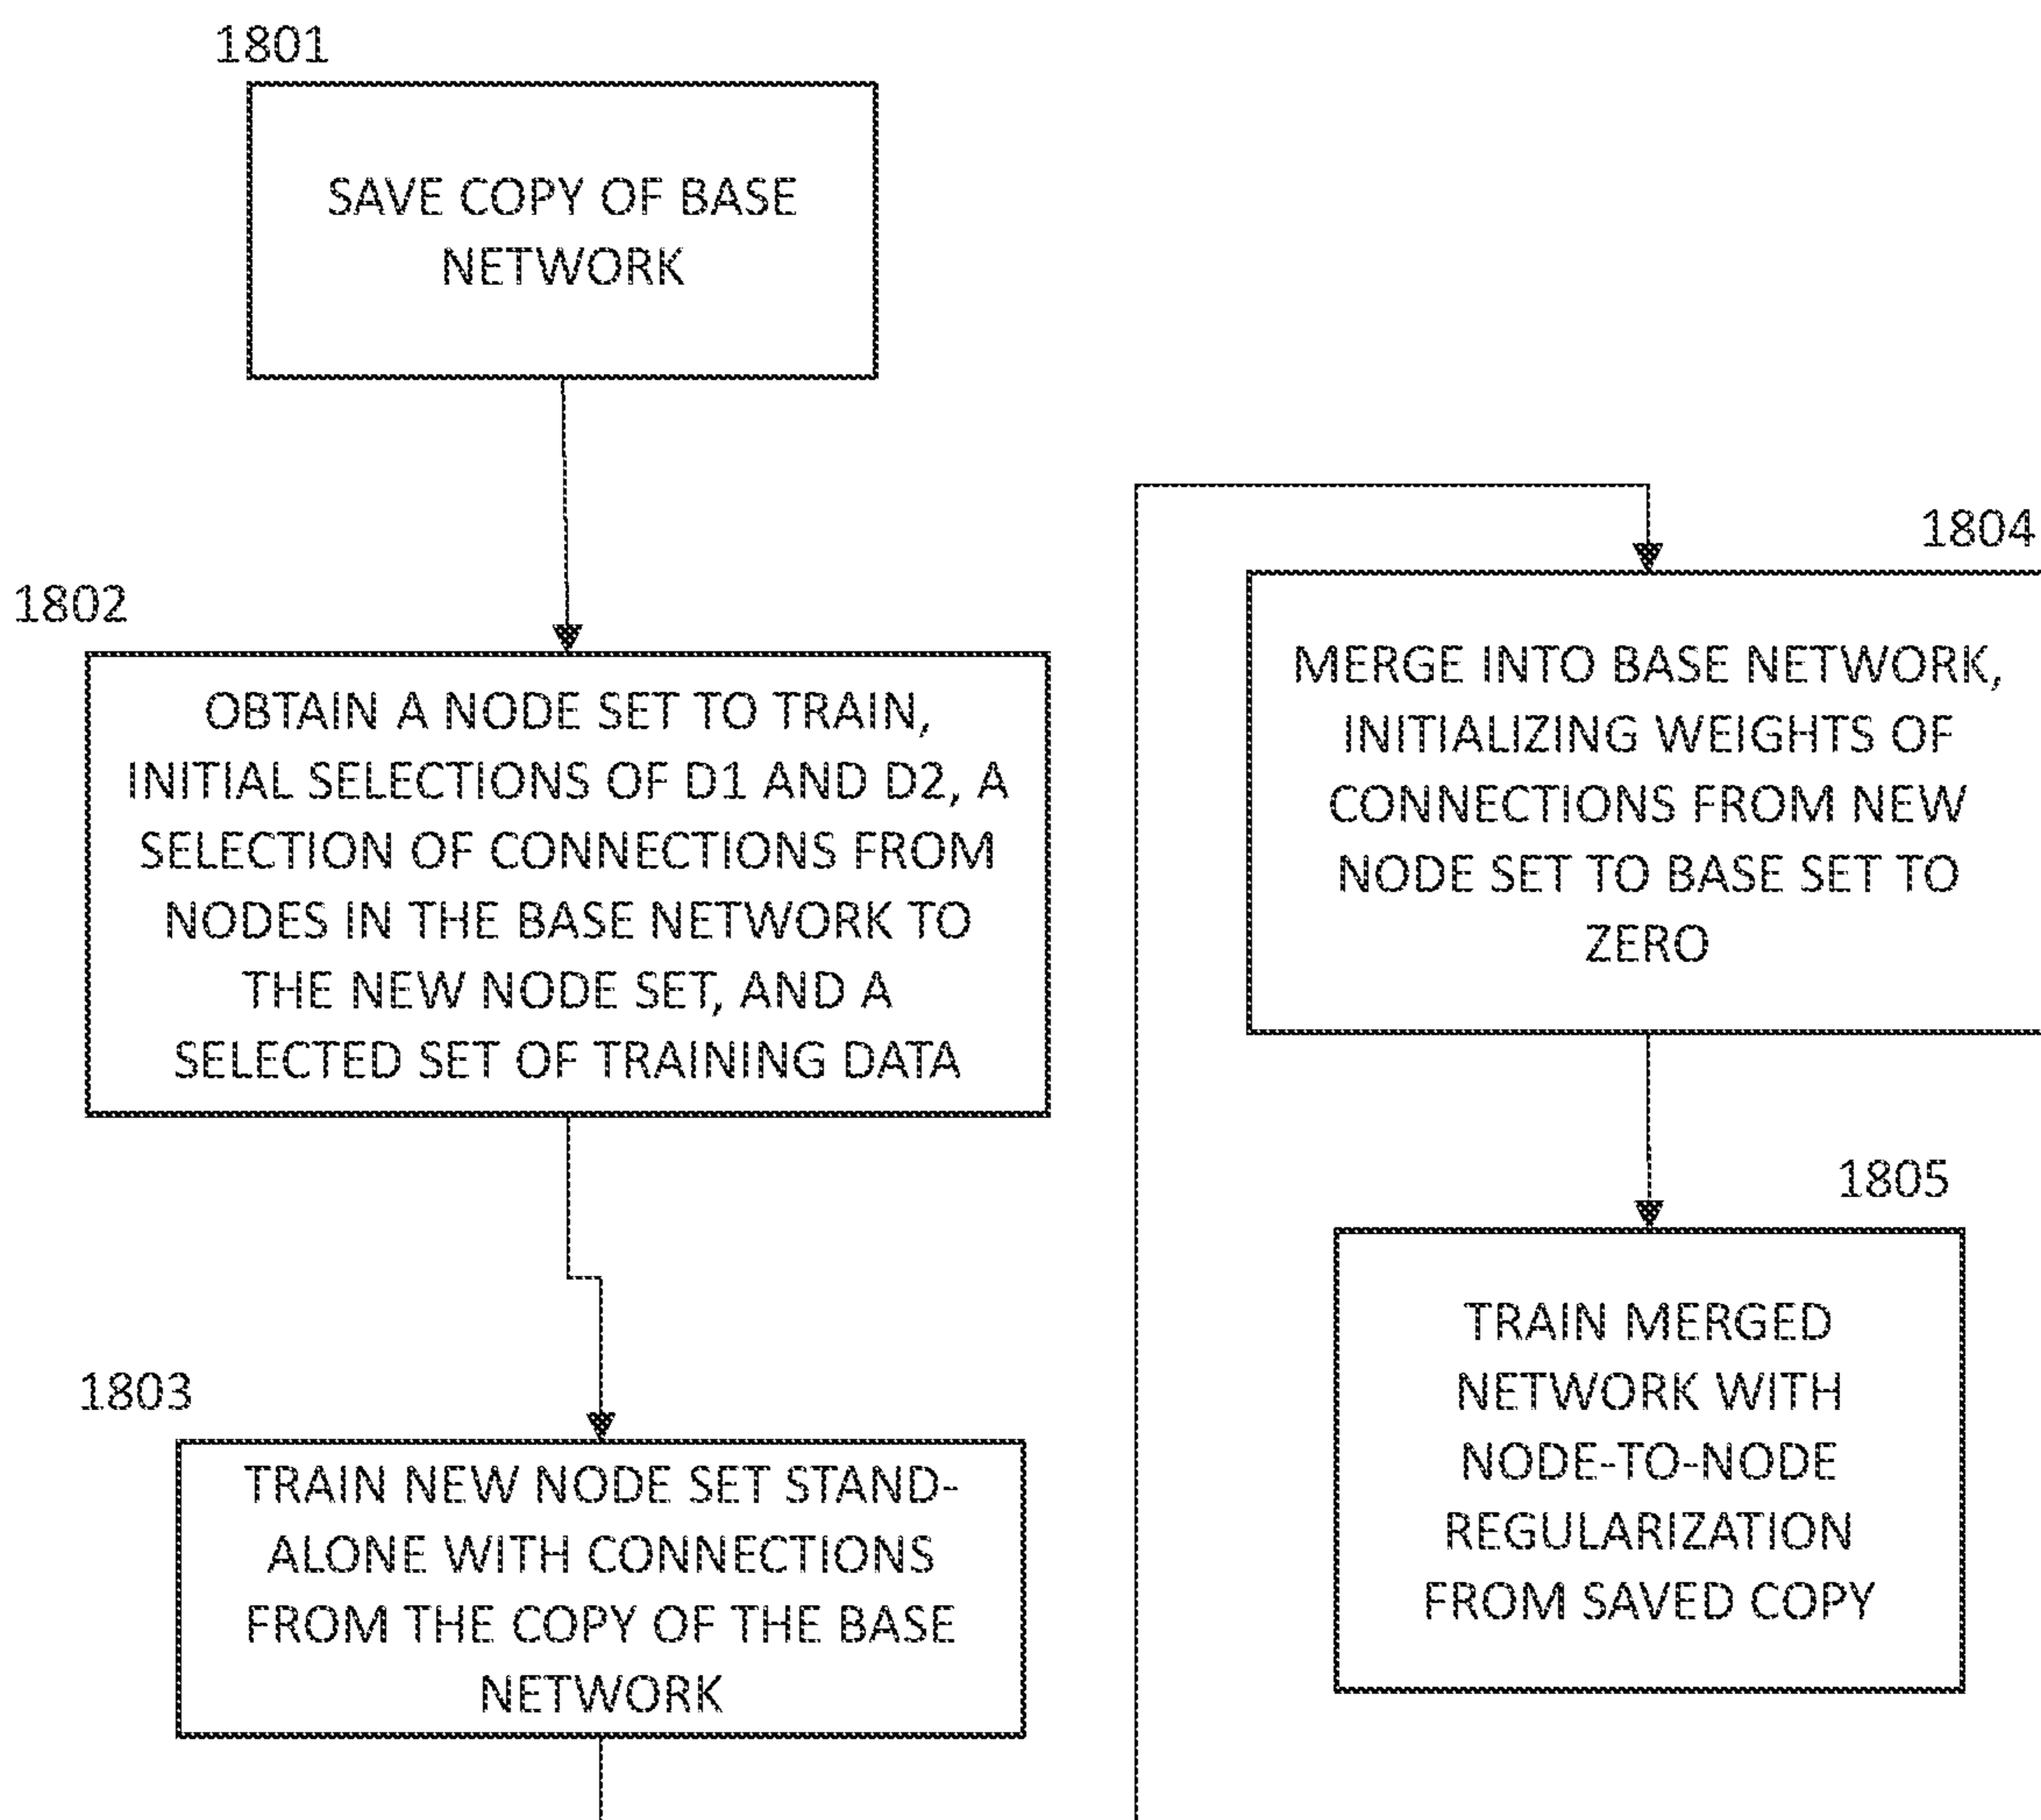 1801
SAVE COPY OF BASE
NETWORK
1802
OBTAIN A NODE SET TO TRAIN,
INITIAL SELECTIONS OF D1 AND D2, A
SELECTION OF CONNECTIONS FROM
NODES IN THE BASE NETWORK TO
THE NEW NODE SET, AND A
SELECTED SET OF TRAINING DATA
1803
TRAIN NEW NODE SET STAND-
ALONE WITH CONNECTIONS
FROM THE COPY OF THE BASE
NETWORK
1804
MERGE INTO BASE NETWORK,
INITIALIZING WEIGHTS OF
CONNECTIONS FROM NEW
NODE SET TO BASE SET TO
ZERO
1805
TRAIN MERGED
NETWORK WITH
NODE-TO-NODE
REGULARIZATION
FROM SAVED COPY